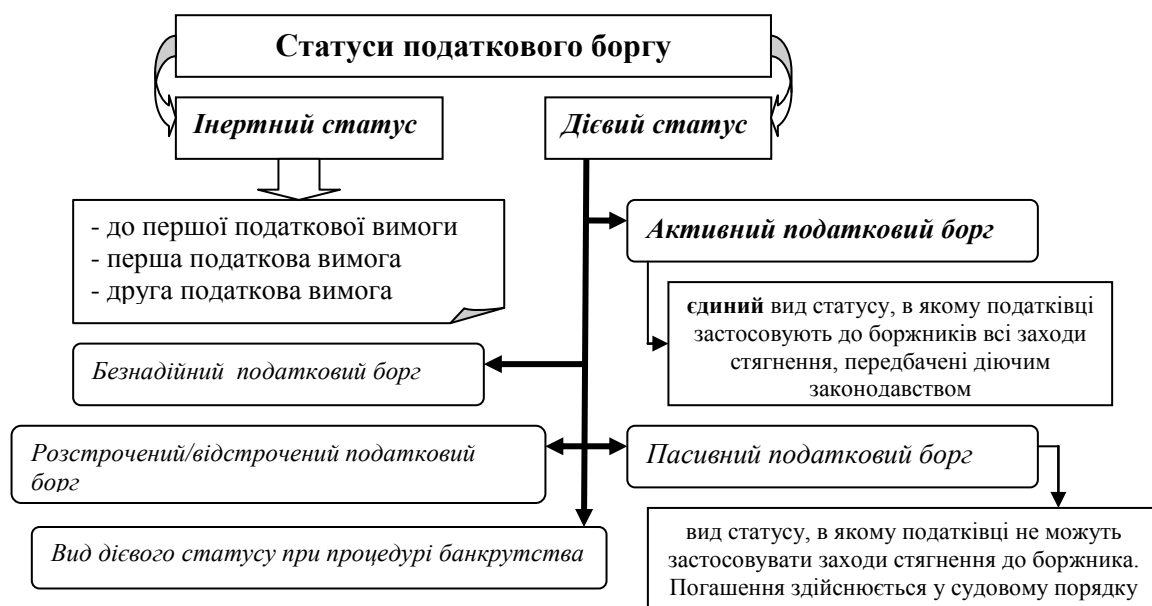 Статуси податкового боргу
Інертний статус
Дієвий статус
- до першої податкової вимоги
- перша податкова вимога
- друга податкова вимога
Активний податковий борг
єдиний вид статусу, в якому податківці
застосовують до боржників всі заходи
стягнення, передбачені діючим
законодавством
Безнадійний податковий борг
Розстрочений/відстрочений податковий
борг
Пасивний податковий борг
Вид дієвого статусу при процедурі банкрутства
вид статусу, в якому податківці не можуть
застосовувати заходи стягнення до боржника.
Погашення здійснюється у судовому порядку